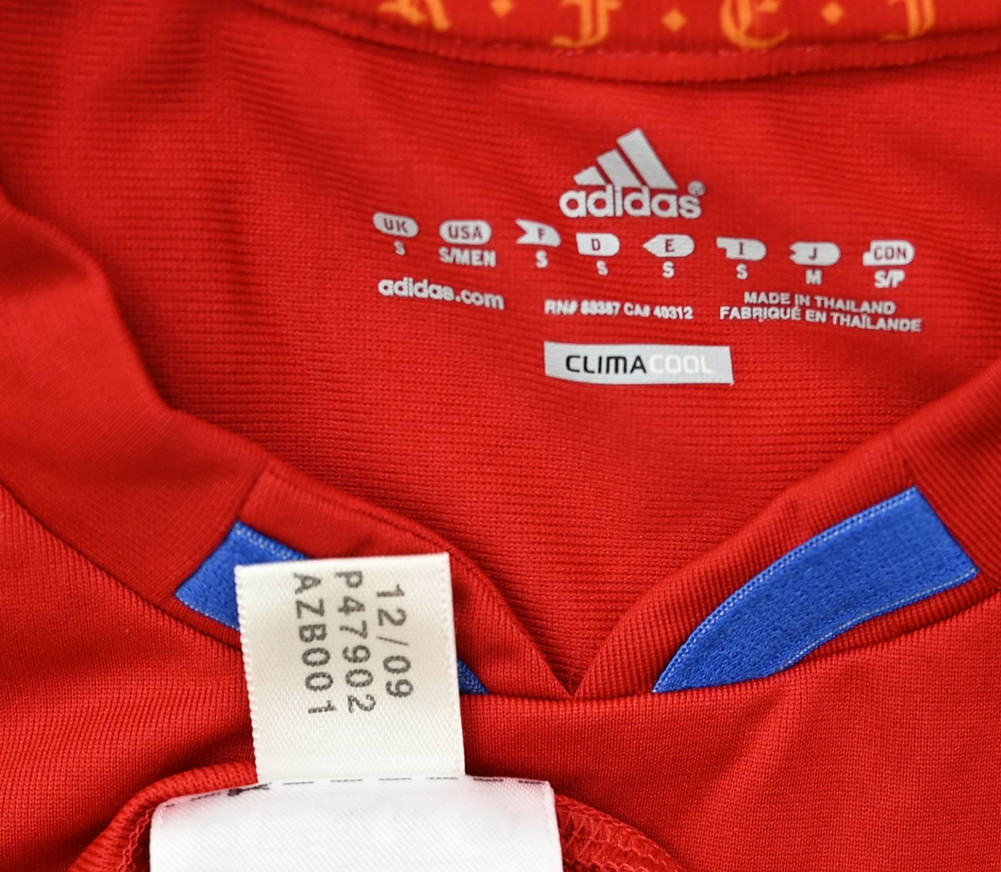 R • F • E • F
adidas
UK USA F D E I J CON
S S/MEN S S S S M S/P
adidas.com
RN# 88387 CA# 40312
MADE IN THAILAND
FABRIQUÉ EN THAÏLANDE
CLIMACOOL
12/09
P47902
AZB001